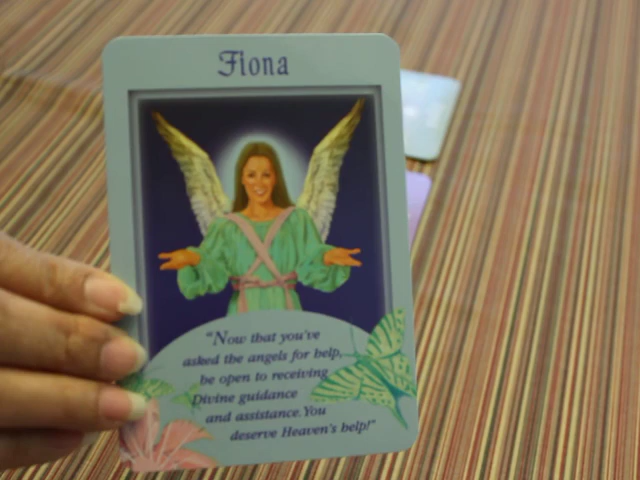 Fiona
"Now that you've
asked the angels for help,
be open to receiving
Divine guidance
and assistance. You
deserve Heaven's help!"